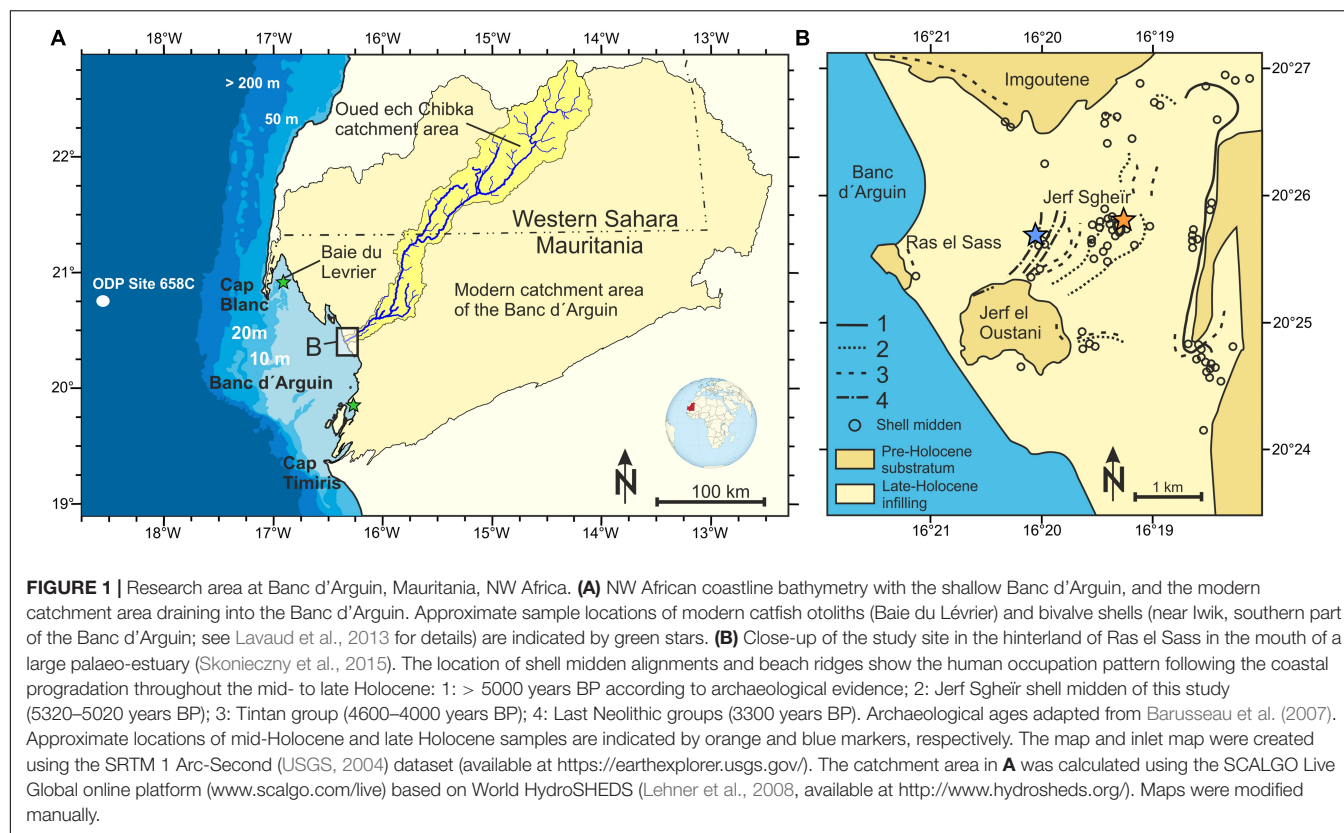 A
18°W
17°W
16°W
15°W
14°W
13°W
> 200 m
50 m
Oued ech Chibka
catchment area
22°
Western Sahara
Mauritania
21°
Baie du
Levrier
ODP Site 658C
Cap
Blanc
Modern catchment area
of the Banc d´Arguin
20m
B
10 m
20°
Banc d´Arguin
Cap
Timiris
N
100 km
19°
18°W
17°W
16°W
15°W
14°W
13°W
B
16°21
16°20
16°19
20°27
Imgoutene
Banc
d´Arguin
20°26
Jerf Sgheïr
Ras el Sass
Jerf el
Oustani
20°25
1
2
3
4
Shell midden
Pre-Holocene
substratum
Late-Holocene
infilling
20°24
N
1 km
16°21
16°20
16°19
FIGURE 1 | Research area at Banc d'Arguin, Mauritania, NW Africa. (A) NW African coastline bathymetry with the shallow Banc d'Arguin, and the modern
catchment area draining into the Banc d'Arguin. Approximate sample locations of modern catfish otoliths (Baie du Lévrier) and bivalve shells (near Iwik, southern part
of the Banc d'Arguin; see Lavaud et al., 2013 for details) are indicated by green stars. (B) Close-up of the study site in the hinterland of Ras el Sass in the mouth of a
large palaeo-estuary (Skonieczny et al., 2015). The location of shell midden alignments and beach ridges show the human occupation pattern following the coastal
progradation throughout the mid- to late Holocene: 1: > 5000 years BP according to archaeological evidence; 2: Jerf Sgheïr shell midden of this study
(5320–5020 years BP); 3: Tintan group (4600–4000 years BP); 4: Last Neolithic groups (3300 years BP). Archaeological ages adapted from Barusseau et al. (2007).
Approximate locations of mid-Holocene and late Holocene samples are indicated by orange and blue markers, respectively. The map and inlet map were created
using the SRTM 1 Arc-Second (USGS, 2004) dataset (available at https://earthexplorer.usgs.gov/). The catchment area in A was calculated using the SCALGO Live
Global online platform (www.scalgo.com/live) based on World HydroSHEDS (Lehner et al., 2008, available at http://www.hydrosheds.org/). Maps were modified
manually.